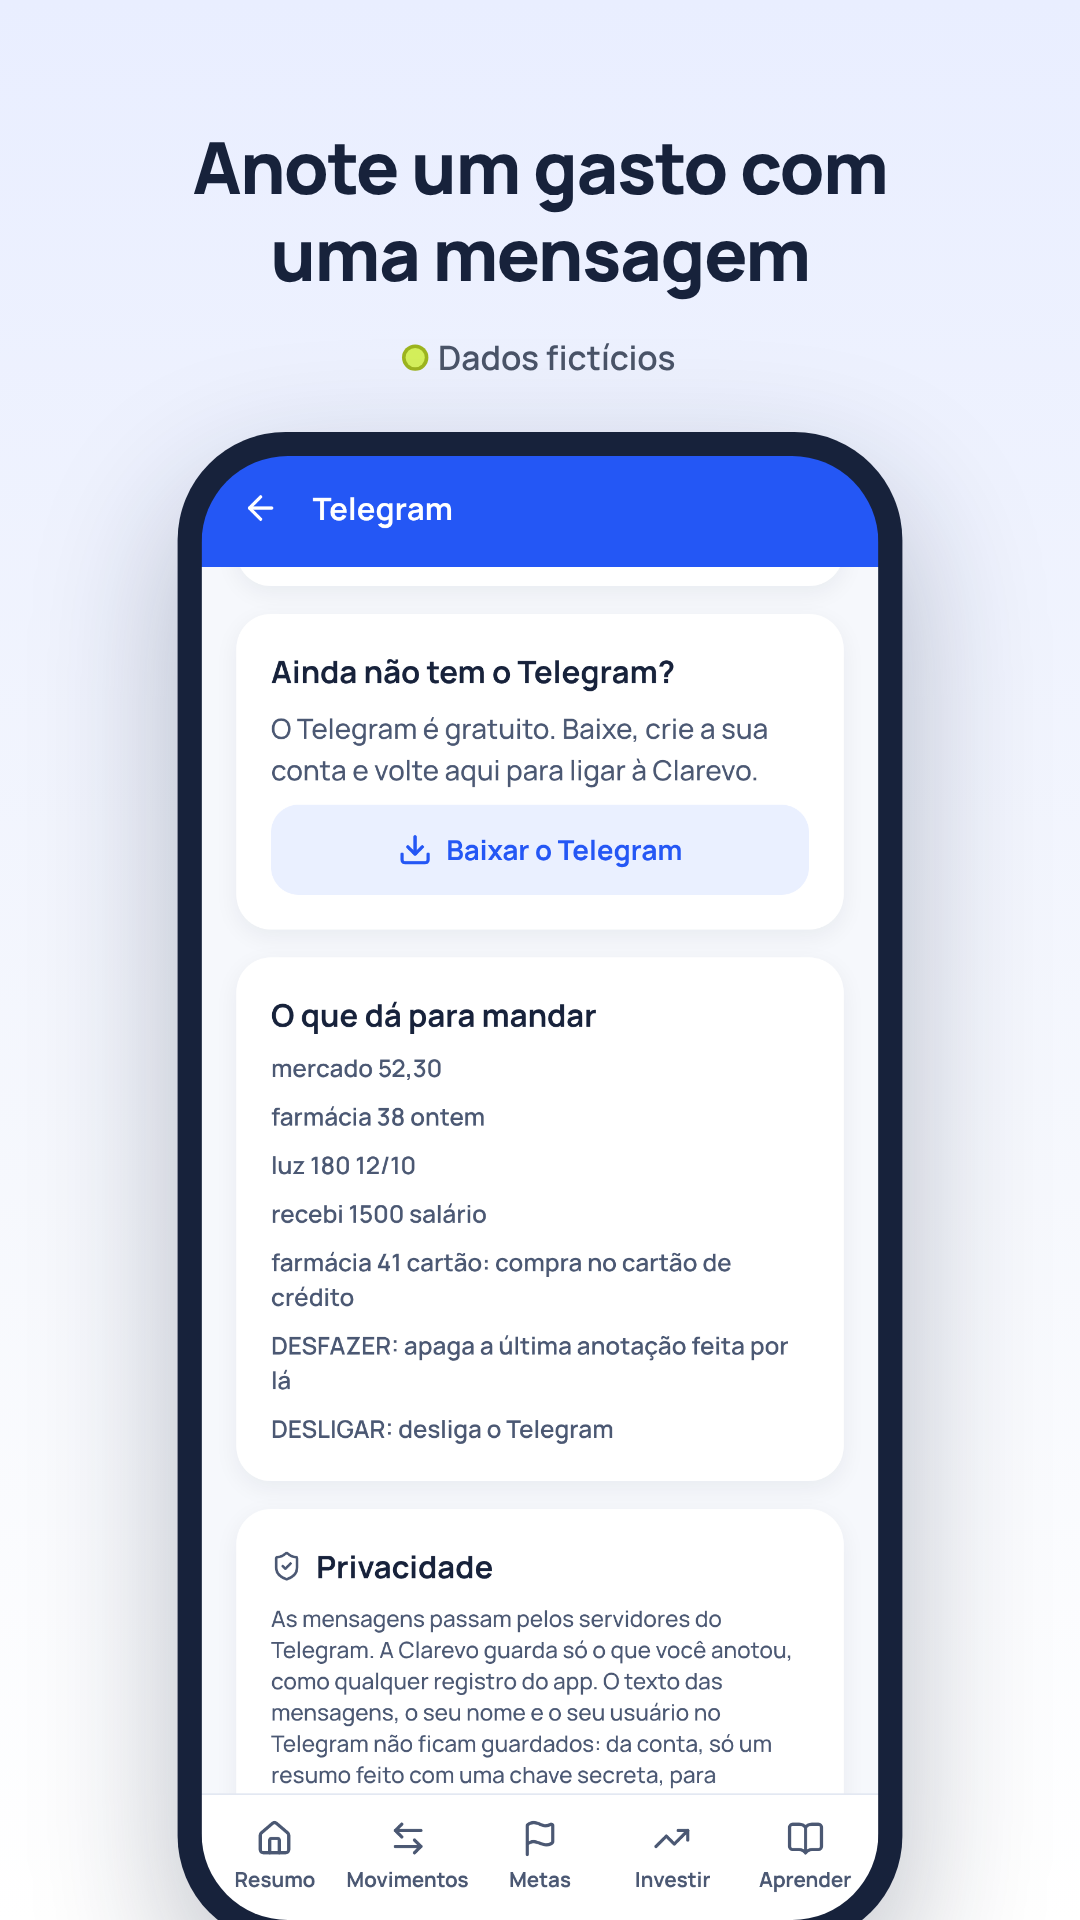 Anote um gasto com
uma mensagem
Dados fictícios
Telegram
Ainda não tem o Telegram?
O Telegram é gratuito. Baixe, crie a sua
conta e volte aqui para ligar à Clarevo.
Baixar o Telegram
O que dá para mandar
mercado 52,30
farmácia 38 ontem
luz 180 12/10
recebi 1500 salário
farmácia 41 cartão: compra no cartão de
crédito
DESFAZER: apaga a última anotação feita por
lá
DESLIGAR: desliga o Telegram
Privacidade
As mensagens passam pelos servidores do
Telegram. A Clarevo guarda só o que você anotou,
como qualquer registro do app. O texto das
mensagens, o seu nome e o seu usuário no
Telegram não ficam guardados: da conta, só um
resumo feito com uma chave secreta, para
Resumo
Movimentos
Metas
Investir
Aprender